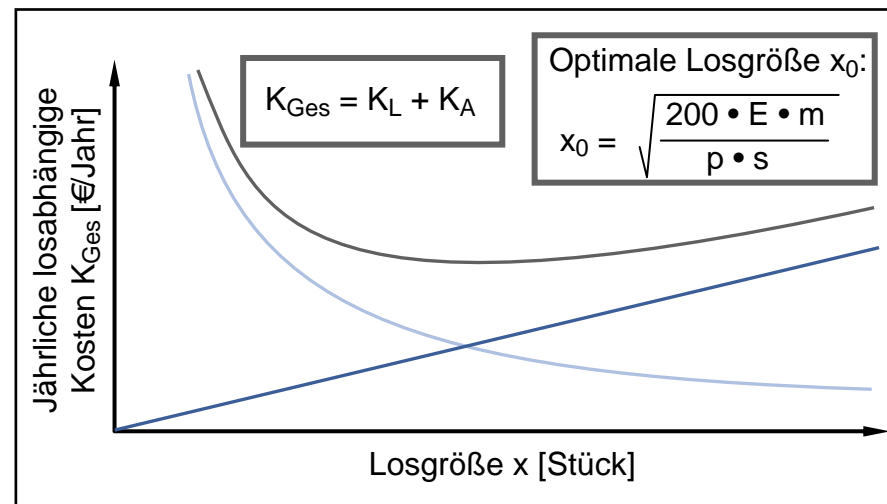 Jährliche losabhängige
Kosten K_Ges [€/Jahr]
K_Ges = K_L + K_A
Optimale Losgröße x_0:
x_0 = √(200 • E • m / p • s)
Losgröße x [Stück]